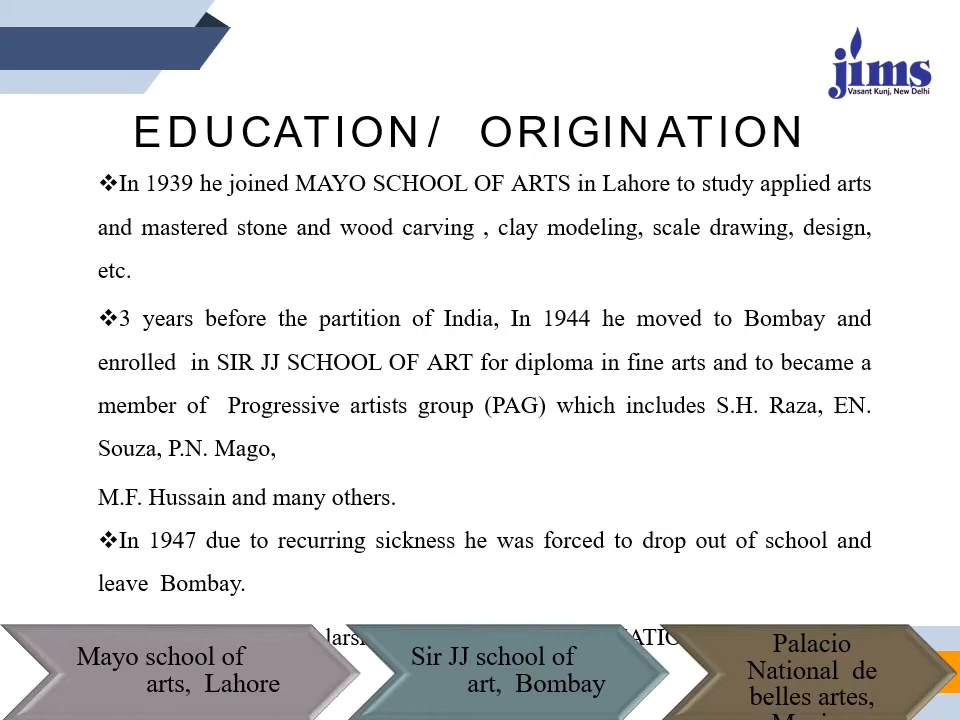 jims
Vasant Kunj, New Delhi
EDUCATION/ ORIGINATION
❖In 1939 he joined MAYO SCHOOL OF ARTS in Lahore to study applied arts
and mastered stone and wood carving , clay modeling, scale drawing, design,
etc.
❖3 years before the partition of India, In 1944 he moved to Bombay and
enrolled in SIR JJ SCHOOL OF ART for diploma in fine arts and to became a
member of Progressive artists group (PAG) which includes S.H. Raza, EN.
Souza, P.N. Mago,
M.F. Hussain and many others.
❖In 1947 due to recurring sickness he was forced to drop out of school and
leave Bombay.
Mayo school of
arts, Lahore
Sir JJ school of
art, Bombay
Palacio
National de
belles artes,